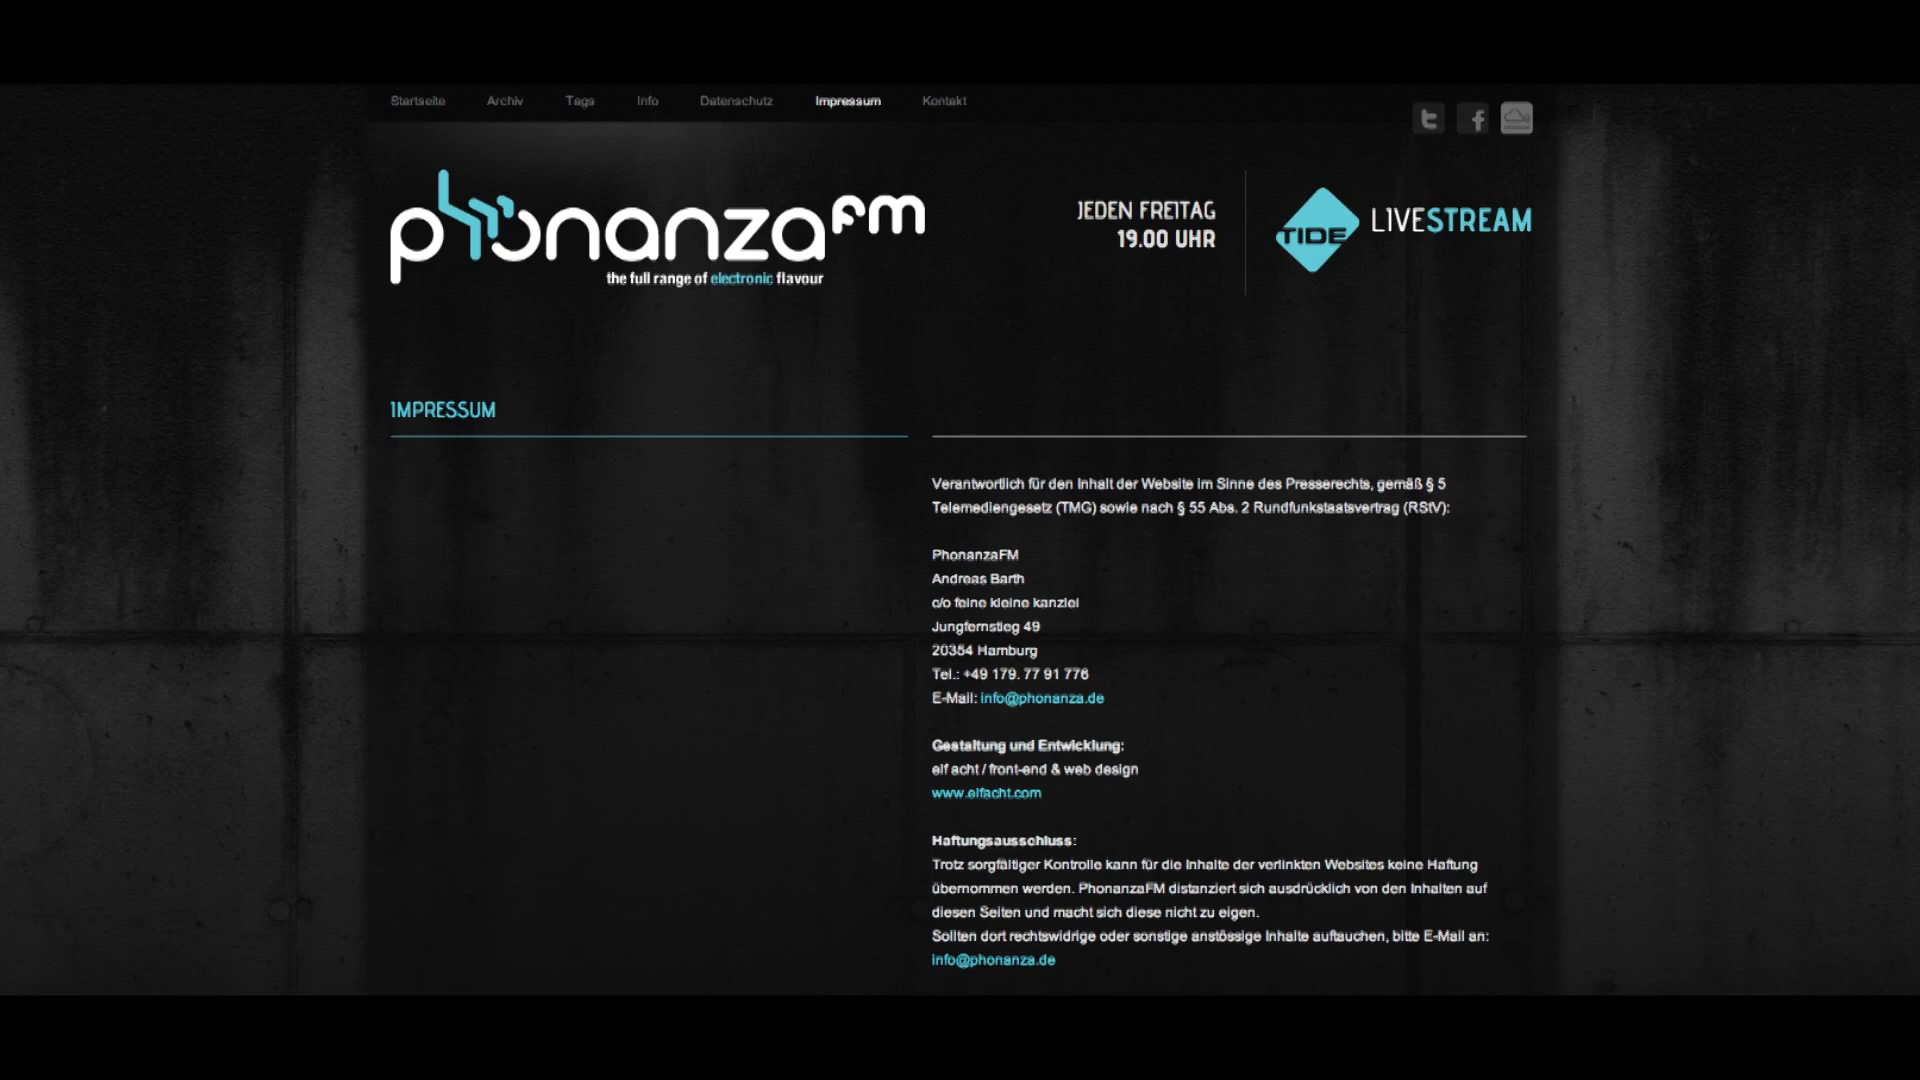 Startseite Archiv Tags Info Datenschutz Impressum Kontakt
phonanza FM
the full range of electronic flavour
JEDEN FREITAG
19.00 UHR
TIDE
LIVESTREAM
IMPRESSUM
Verantwortlich für den Inhalt der Website im Sinne des Presserechts, gemäß § 5
Telemediengesetz (TMG) sowie nach § 55 Abs. 2 Rundfunkstaatsvertrag (RStV):
PhonanzaFM
Andreas Barth
c/o feine kleine kanzlei
Jungfernstieg 49
20354 Hamburg
Tel.: +49 179. 77 91 776
E-Mail: info@phonanza.de
Gestaltung und Entwicklung:
elf acht / front-end & web design
www.elfacht.com
Haftungsausschluss:
Trotz sorgfältiger Kontrolle kann für die Inhalte der verlinkten Websites keine Haftung
übernommen werden. PhonanzaFM distanziert sich ausdrücklich von den Inhalten auf
diesen Seiten und macht sich diese nicht zu eigen.
Sollten dort rechtswidrige oder sonstige anstössige Inhalte auftauchen, bitte E-Mail an:
info@phonanza.de